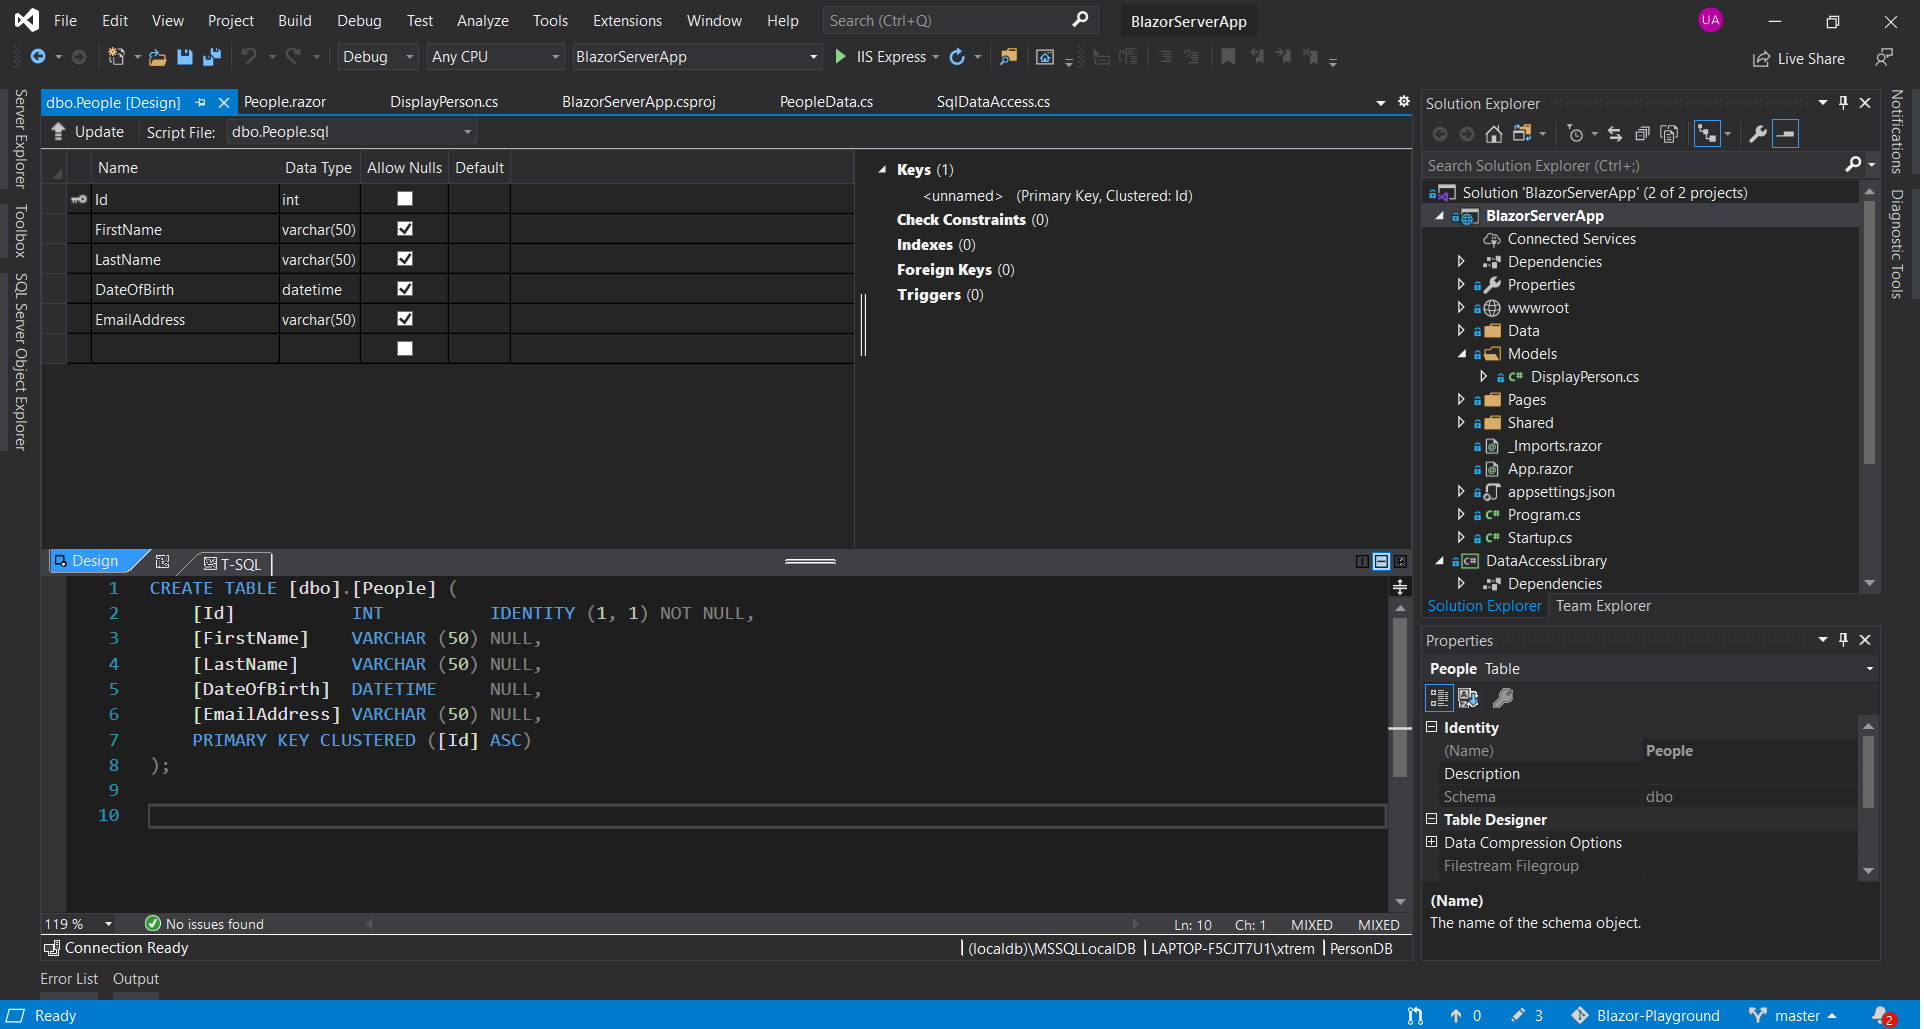 File Edit View Project Build Debug Test Analyze Tools Extensions Window Help Search (Ctrl+Q) BlazorServerApp UA
Debug Any CPU BlazorServerApp IIS Express Live Share
Server Explorer
Toolbox
SQL Server Object Explorer
dbo.People [Design] People.razor DisplayPerson.cs BlazorServerApp.csproj PeopleData.cs SqlDataAccess.cs
Update Script File: dbo.People.sql
Name Data Type Allow Nulls Default
Id int
FirstName varchar(50)
LastName varchar(50)
DateOfBirth datetime
EmailAddress varchar(50)
Keys (1)
<unnamed> (Primary Key, Clustered: Id)
Check Constraints (0)
Indexes (0)
Foreign Keys (0)
Triggers (0)
Design T-SQL
1 CREATE TABLE [dbo].[People] (
2 [Id] INT IDENTITY (1, 1) NOT NULL,
3 [FirstName] VARCHAR (50) NULL,
4 [LastName] VARCHAR (50) NULL,
5 [DateOfBirth] DATETIME NULL,
6 [EmailAddress] VARCHAR (50) NULL,
7 PRIMARY KEY CLUSTERED ([Id] ASC)
8 );
9
10
119 % No issues found Ln: 10 Ch: 1 MIXED MIXED
Connection Ready (localdb)\MSSQLLocalDB LAPTOP-F5CJT7U1\xtrem PersonDB
Error List Output
Solution Explorer
Search Solution Explorer (Ctrl+;)
Solution 'BlazorServerApp' (2 of 2 projects)
BlazorServerApp
Connected Services
Dependencies
Properties
wwwroot
Data
Models
C# DisplayPerson.cs
Pages
Shared
_Imports.razor
App.razor
appsettings.json
C# Program.cs
C# Startup.cs
C# DataAccessLibrary
Dependencies
Solution Explorer Team Explorer
Properties
People Table
Identity
(Name) People
Description
Schema dbo
Table Designer
Data Compression Options
Filestream Filegroup
(Name)
The name of the schema object.
Notifications
Diagnostic Tools
Ready 0 3 Blazor-Playground master 2